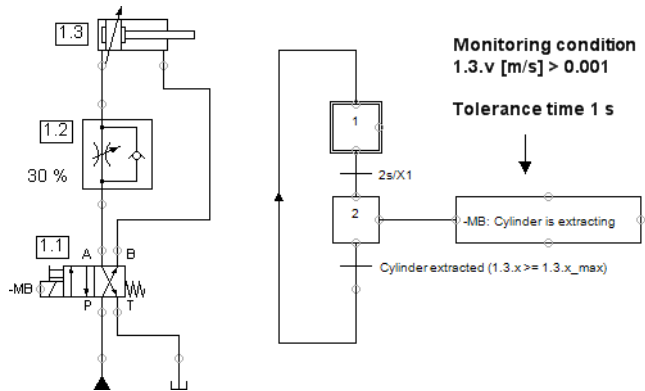 1.3
1.2
30 %
1.1
A
B
-MB
P
T
1
2s/X1
2
-MB: Cylinder is extracting
Cylinder extracted (1.3.x >= 1.3.x_max)
Monitoring condition
1.3.v [m/s] > 0.001
Tolerance time 1 s